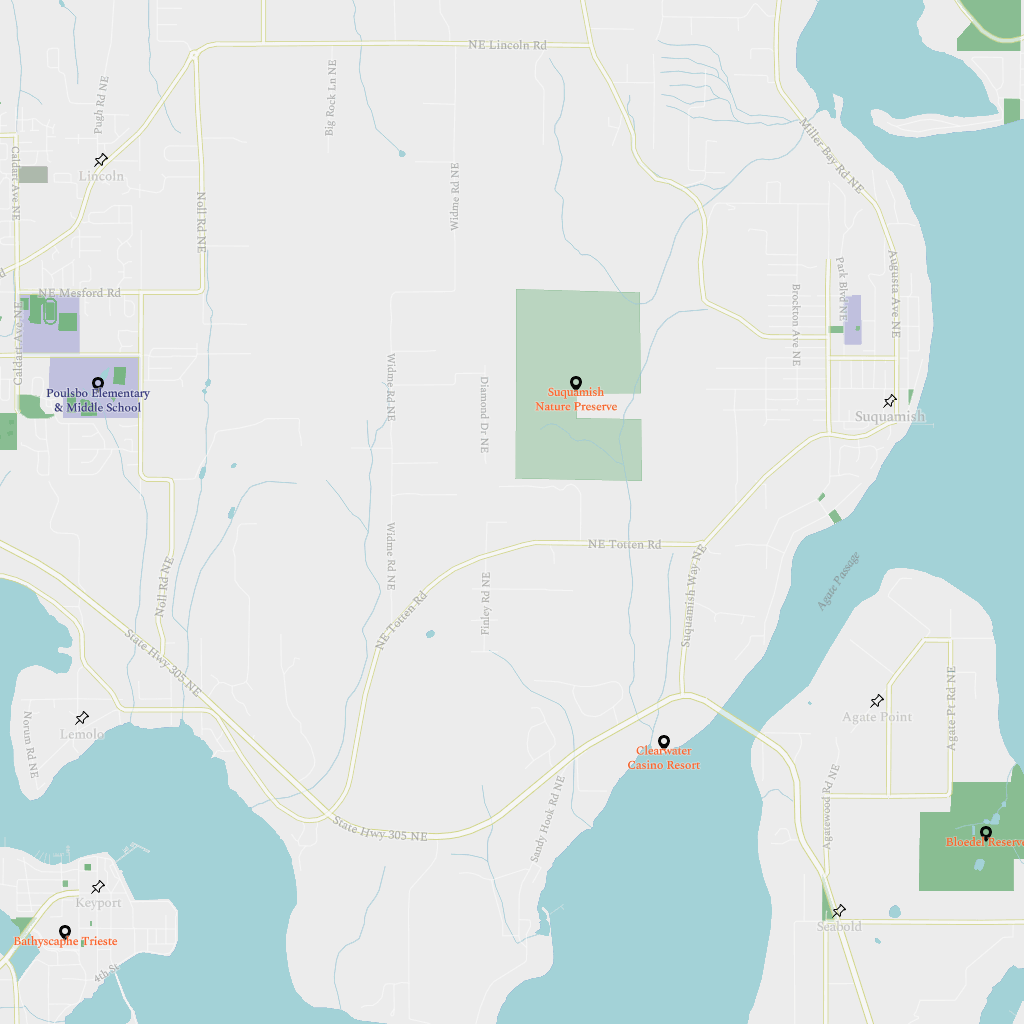 NE Lincoln Rd
Pugh Rd NE
Big Rock Ln NE
Miller Bay Rd NE
Caldart Ave NE
Lincoln
Widme Rd NE
Noll Rd NE
d
NE Mesford Rd
Park Blvd NE
Augusta Ave NE
Brockton Ave NE
Caldart Ave NE
Widme Rd NE
Diamond Dr NE
Poulsbo Elementary
& Middle School
Suquamish
Nature Preserve
Suquamish
Widme Rd NE
NE Totten Rd
Suquamish Way NE
Agate Passage
Noll Rd NE
Finley Rd NE
NE Totten Rd
State Hwy 305 NE
Agate Pt Rd NE
Agate Point
Norum Rd NE
Lemolo
Clearwater
Casino Resort
Agatewood Rd NE
Sandy Hook Rd NE
State Hwy 305 NE
Bloedel Reserve
Keyport
Seabold
Bathyscaphe Trieste
4th St